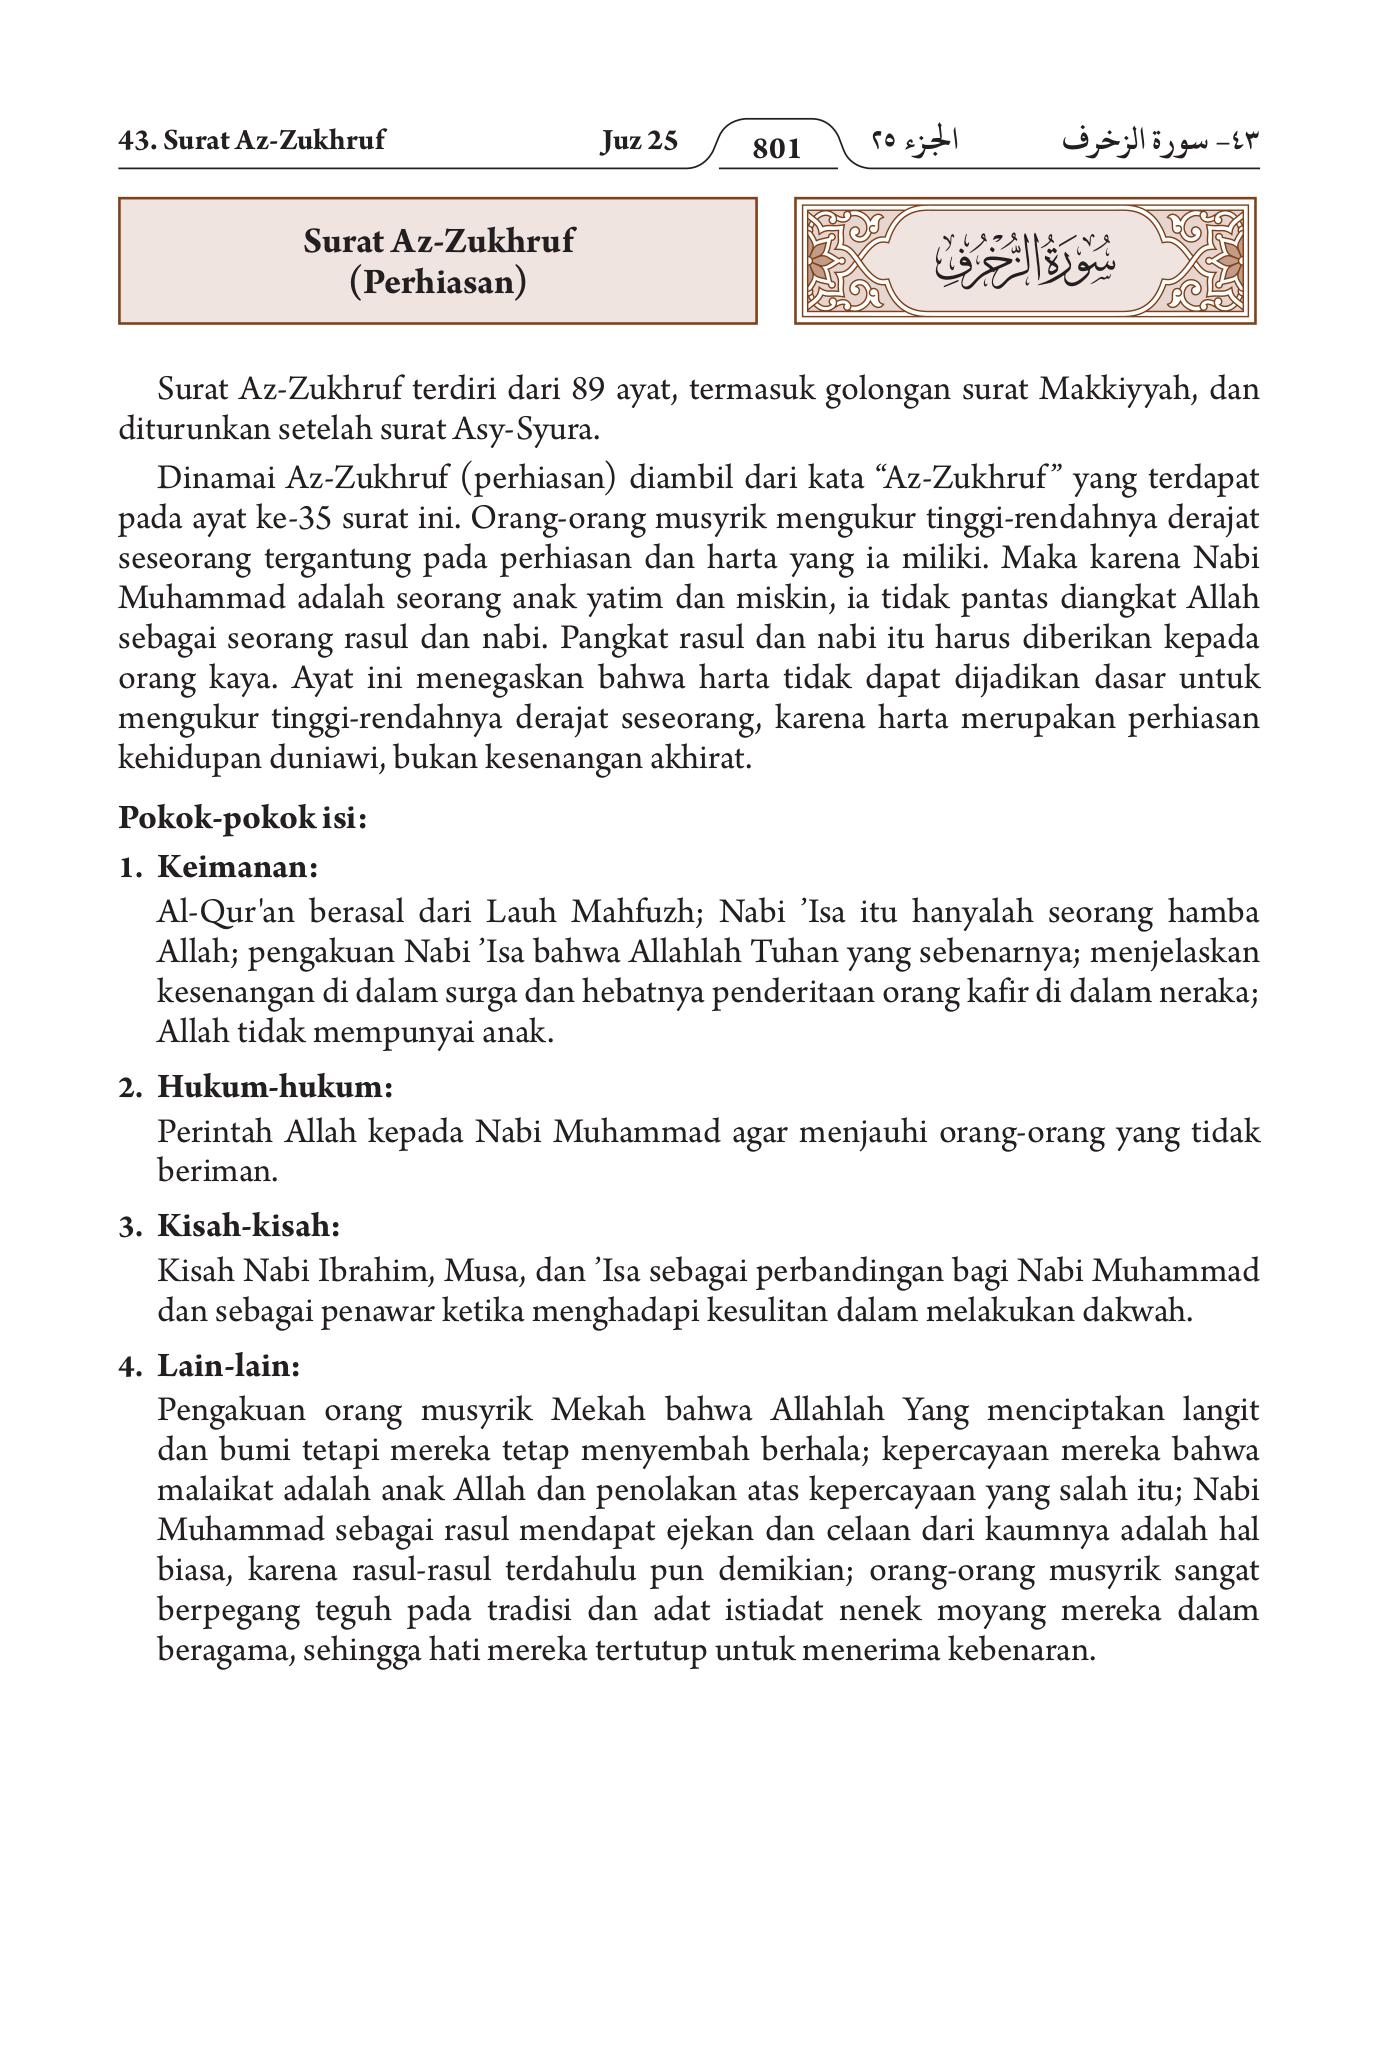 43. Surat Az-Zukhruf Juz 25 801 الجزء ٢٥ ٤٣– سورة الزخرف
Surat Az-Zukhruf
(Perhiasan)
سُوْرَةُ الزُّخْرُفِ
Surat Az-Zukhruf terdiri dari 89 ayat, termasuk golongan surat Makkiyyah, dan
diturunkan setelah surat Asy-Syura.
Dinamai Az-Zukhruf (perhiasan) diambil dari kata “Az-Zukhruf” yang terdapat
pada ayat ke-35 surat ini. Orang-orang musyrik mengukur tinggi-rendahnya derajat
seseorang tergantung pada perhiasan dan harta yang ia miliki. Maka karena Nabi
Muhammad adalah seorang anak yatim dan miskin, ia tidak pantas diangkat Allah
sebagai seorang rasul dan nabi. Pangkat rasul dan nabi itu harus diberikan kepada
orang kaya. Ayat ini menegaskan bahwa harta tidak dapat dijadikan dasar untuk
mengukur tinggi-rendahnya derajat seseorang, karena harta merupakan perhiasan
kehidupan duniawi, bukan kesenangan akhirat.
Pokok-pokok isi:
1. Keimanan:
Al-Qur'an berasal dari Lauh Mahfuzh; Nabi ’Isa itu hanyalah seorang hamba
Allah; pengakuan Nabi ’Isa bahwa Allahlah Tuhan yang sebenarnya; menjelaskan
kesenangan di dalam surga dan hebatnya penderitaan orang kafir di dalam neraka;
Allah tidak mempunyai anak.
2. Hukum-hukum:
Perintah Allah kepada Nabi Muhammad agar menjauhi orang-orang yang tidak
beriman.
3. Kisah-kisah:
Kisah Nabi Ibrahim, Musa, dan ’Isa sebagai perbandingan bagi Nabi Muhammad
dan sebagai penawar ketika menghadapi kesulitan dalam melakukan dakwah.
4. Lain-lain:
Pengakuan orang musyrik Mekah bahwa Allahlah Yang menciptakan langit
dan bumi tetapi mereka tetap menyembah berhala; kepercayaan mereka bahwa
malaikat adalah anak Allah dan penolakan atas kepercayaan yang salah itu; Nabi
Muhammad sebagai rasul mendapat ejekan dan celaan dari kaumnya adalah hal
biasa, karena rasul-rasul terdahulu pun demikian; orang-orang musyrik sangat
berpegang teguh pada tradisi dan adat istiadat nenek moyang mereka dalam
beragama, sehingga hati mereka tertutup untuk menerima kebenaran.